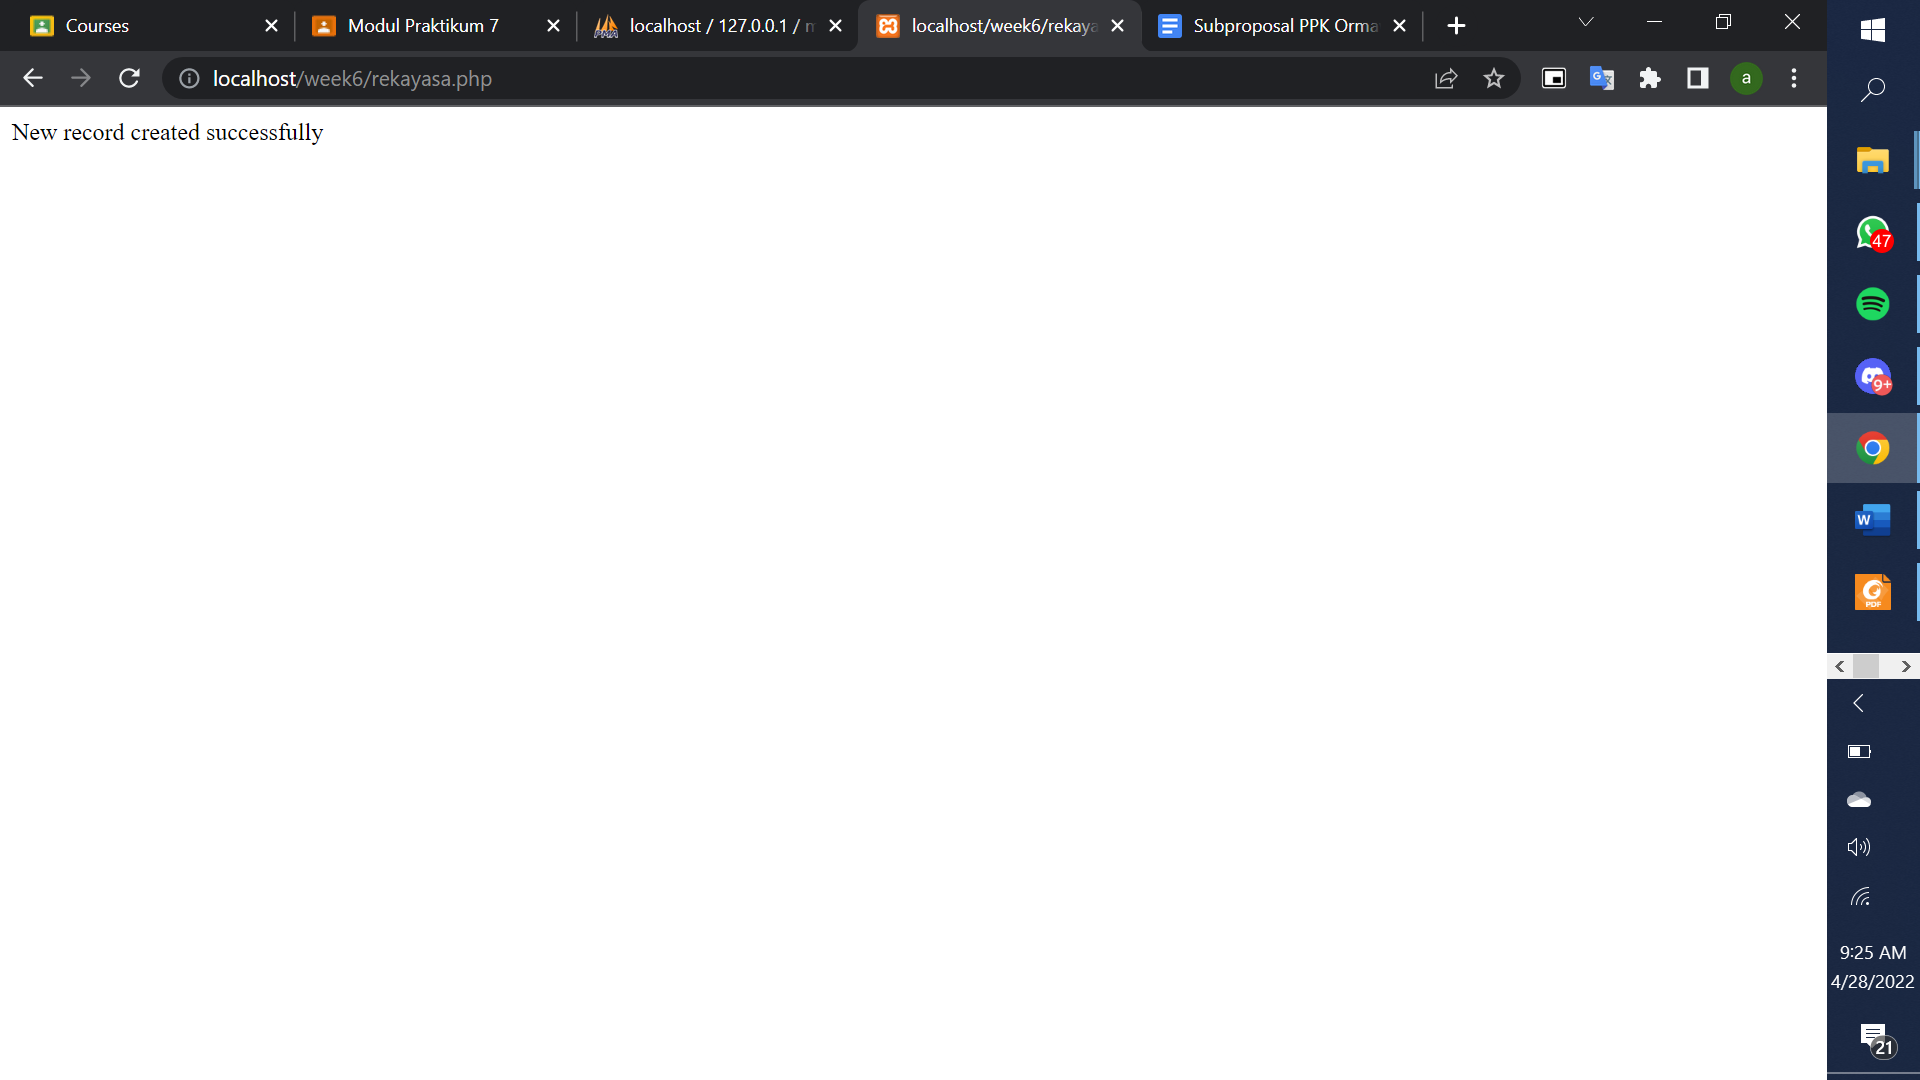 Courses
Modul Praktikum 7
localhost / 127.0.0.1 /
localhost/week6/rekaya
Subproposal PPK Orma
localhost/week6/rekayasa.php
a
New record created successfully
47
9+
W
PDF
9:25 AM
4/28/2022
21